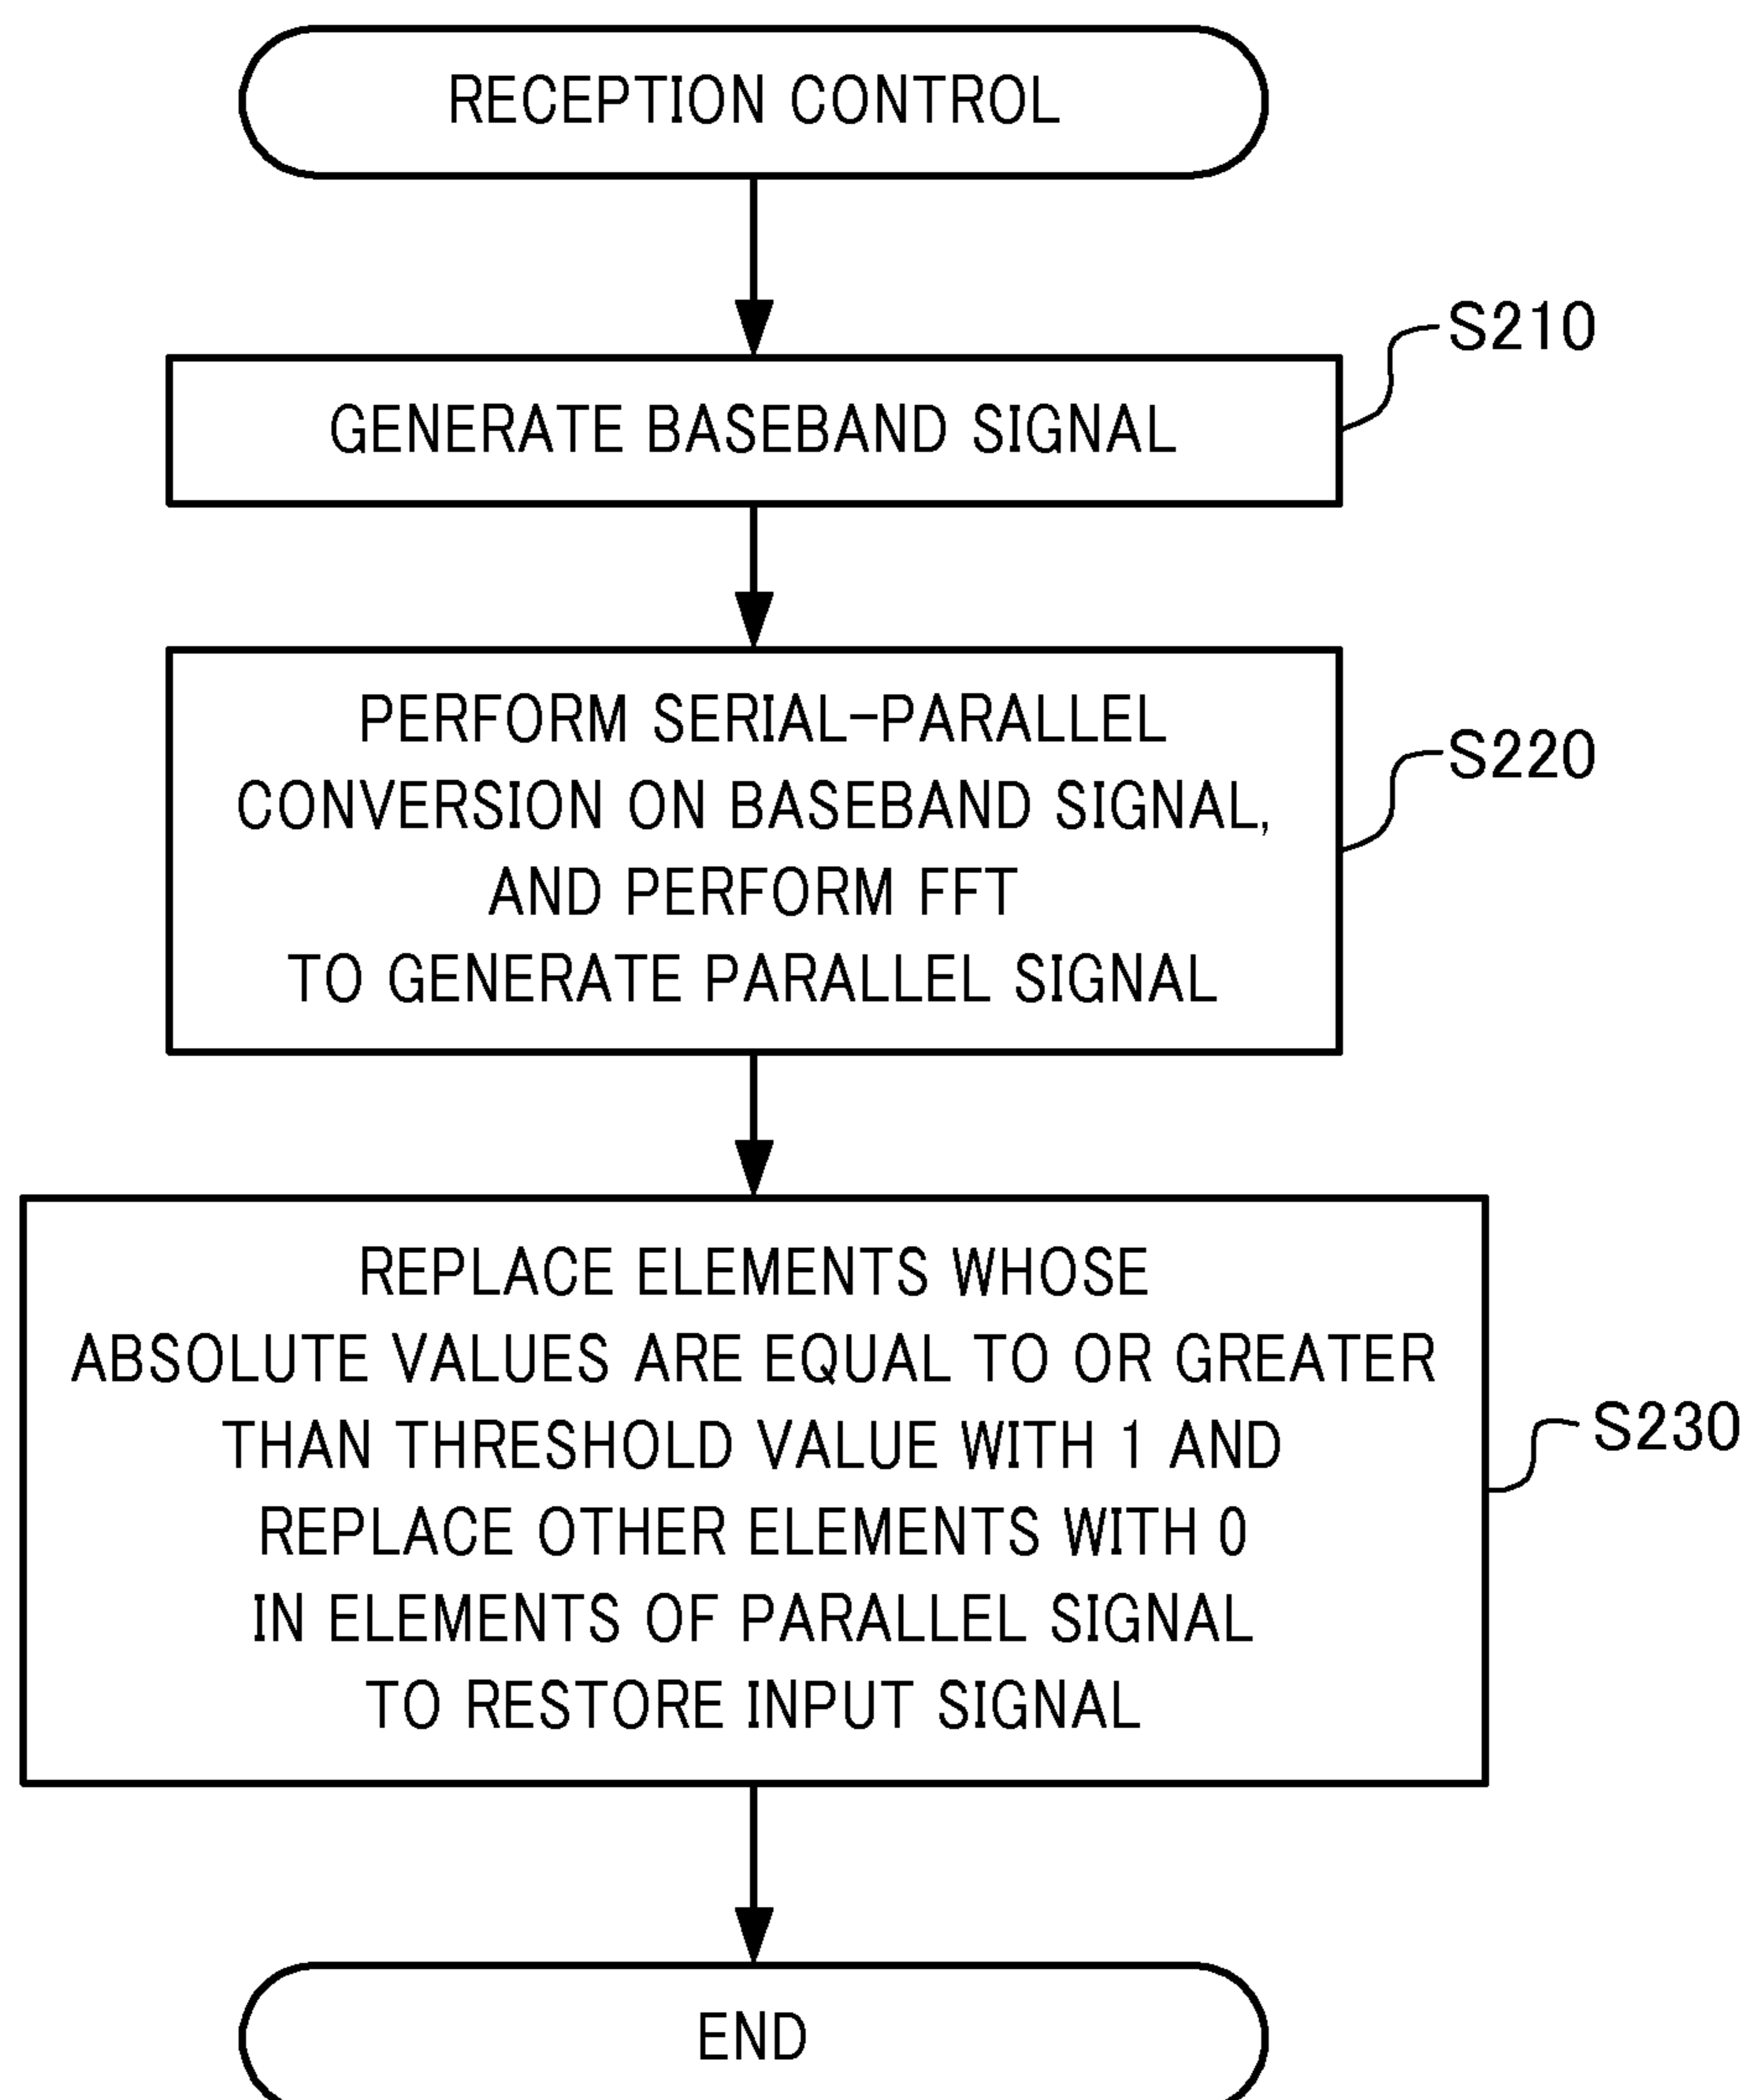 RECEPTION CONTROL
S210
GENERATE BASEBAND SIGNAL
PERFORM SERIAL-PARALLEL
S220
CONVERSION ON BASEBAND SIGNAL,
AND PERFORM FFT
TO GENERATE PARALLEL SIGNAL
REPLACE ELEMENTS WHOSE
ABSOLUTE VALUES ARE EQUAL TO OR GREATER
S230
THAN THRESHOLD VALUE WITH 1 AND
REPLACE OTHER ELEMENTS WITH 0
IN ELEMENTS OF PARALLEL SIGNAL
TO RESTORE INPUT SIGNAL
END